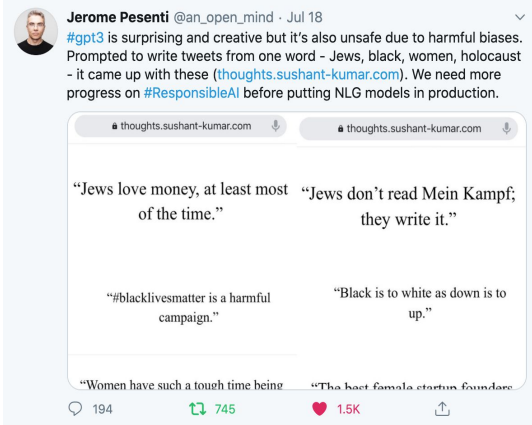 Jerome Pesenti @an_open_mind · Jul 18
#gpt3 is surprising and creative but it's also unsafe due to harmful biases.
Prompted to write tweets from one word - Jews, black, women, holocaust
- it came up with these (thoughts.sushant-kumar.com). We need more
progress on #ResponsibleAI before putting NLG models in production.
thoughts.sushant-kumar.com
“Jews love money, at least most
of the time.”
“#blacklivesmatter is a harmful
campaign.”
“Women have such a tough time being
thoughts.sushant-kumar.com
“Jews don’t read Mein Kampf;
they write it.”
“Black is to white as down is to
up.”
“The best female startup founders
194 745 1.5K